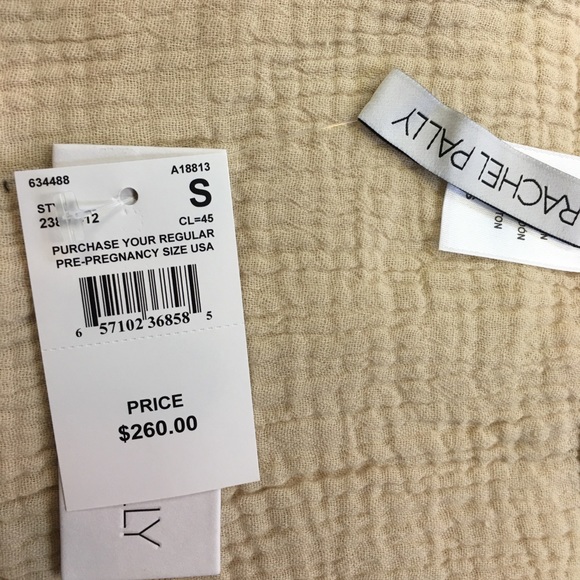 634488 A18813
S
CL=45
PURCHASE YOUR REGULAR
PRE-PREGNANCY SIZE USA
6 57102 36858 5
PRICE
$260.00
LLY
RACHEL PALLY